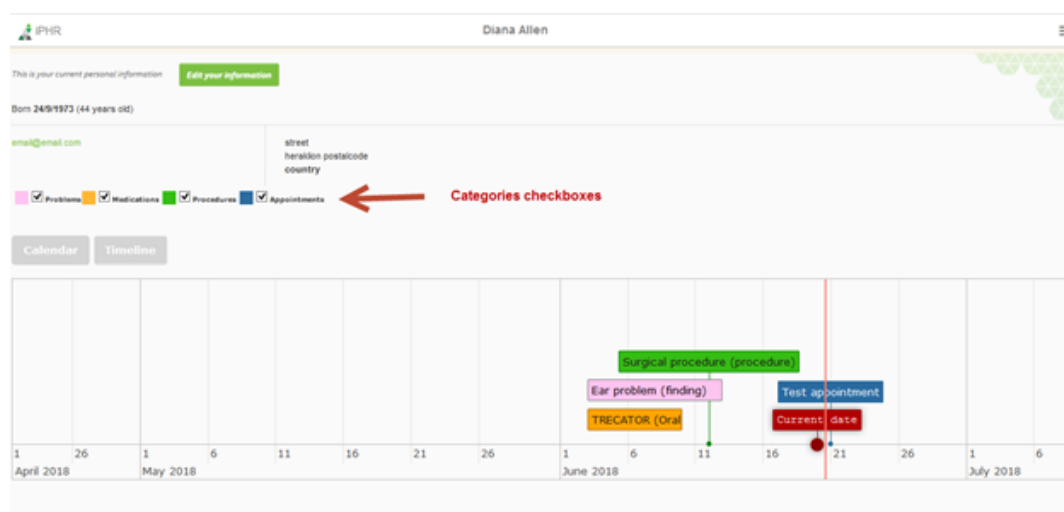 IPHR
Diana Allen
This is your current personal information
Edit your information
Born 24/9/1973 (44 years old)
email@email.com
street
heraklion postalcode
country
Problems Medications Procedures Appointments
Categories checkboxes
Calendar Timeline
Surgical procedure (procedure)
Ear problem (finding)
Test appointment
TRECATOR (Oral
Current date
1 26 1 6 11 16 21 26 1 6 11 16 21 26 1 6
April 2018 May 2018 June 2018 July 2018